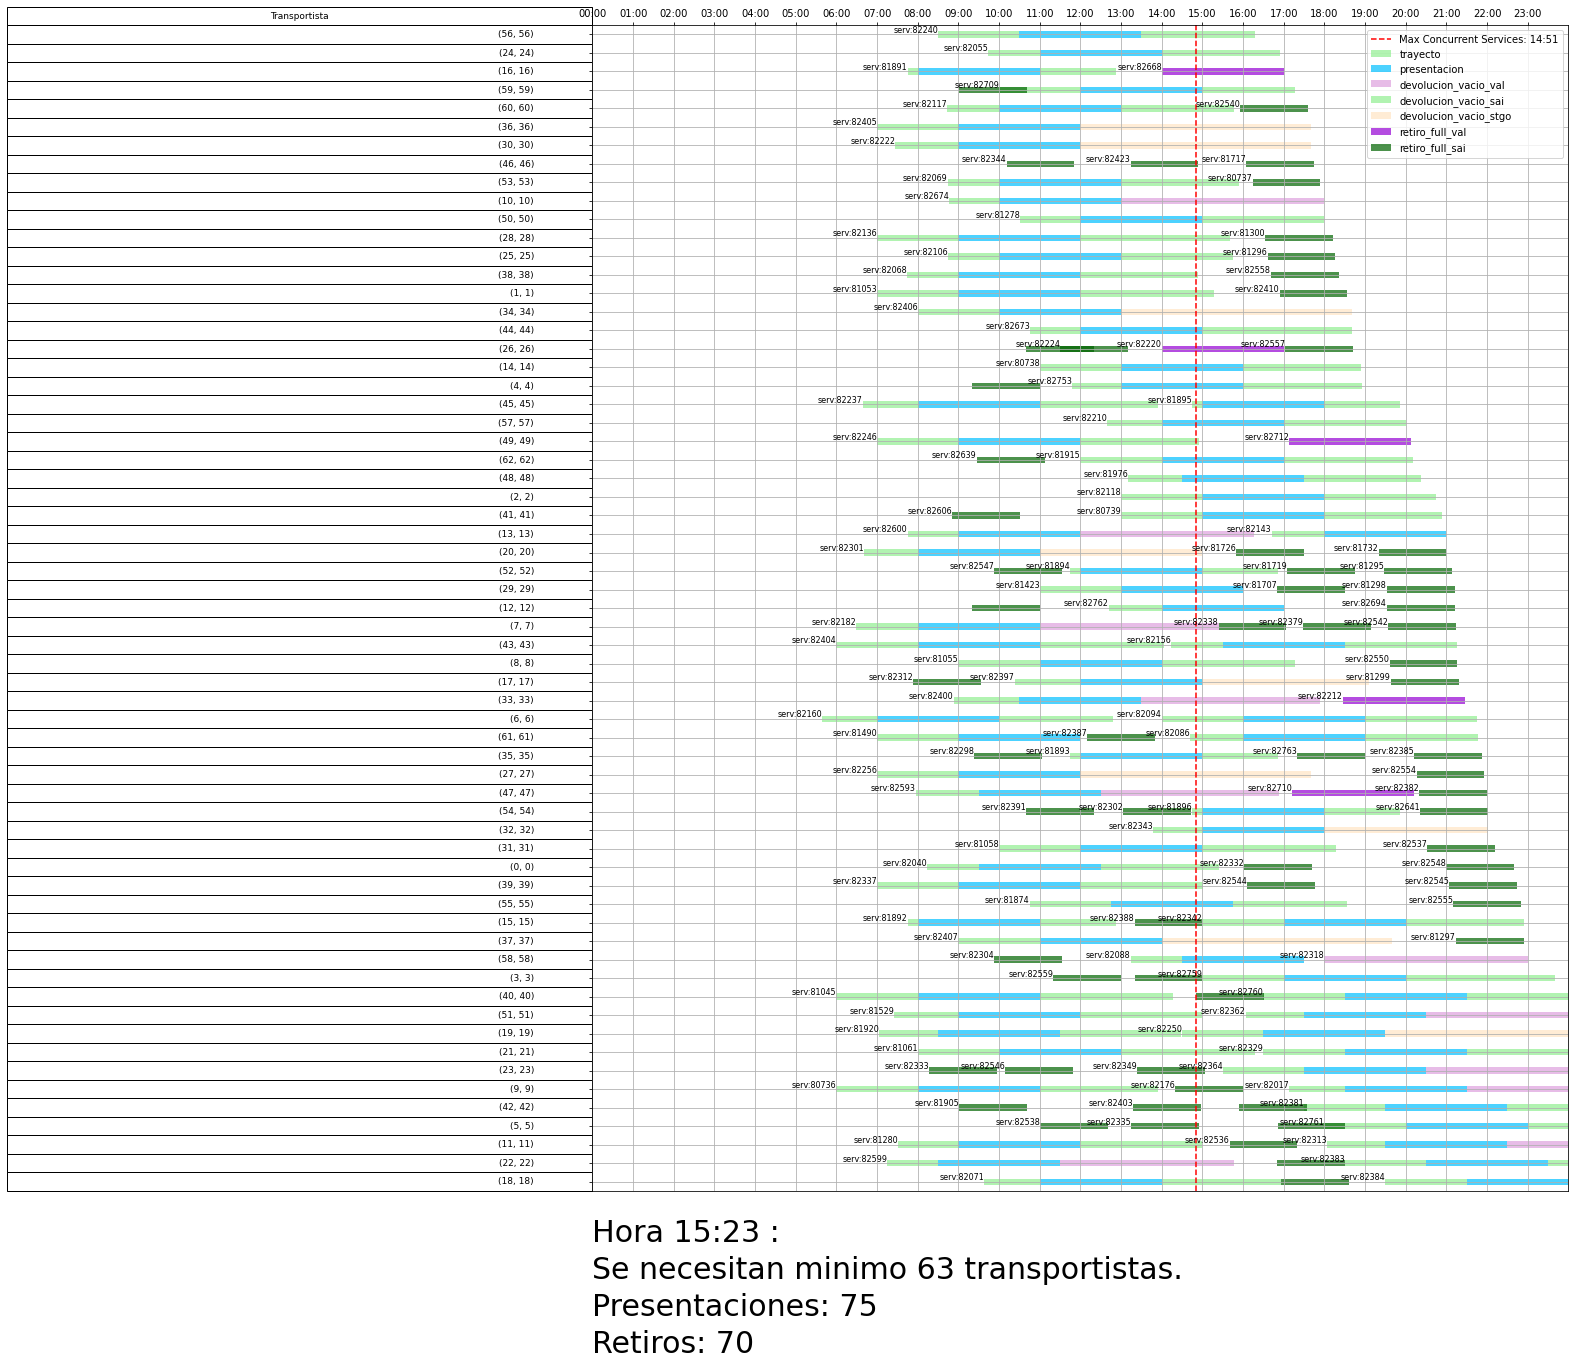 Transportista
00:00 01:00 02:00 03:00 04:00 05:00 06:00 07:00 08:00 09:00 10:00 11:00 12:00 13:00 14:00 15:00 16:00 17:00 18:00 19:00 20:00 21:00 22:00 23:00
Max Concurrent Services: 14:51
trayecto
presentacion
devolucion_vacio_val
devolucion_vacio_sai
devolucion_vacio_stgo
retiro_full_val
retiro_full_sai
(56, 56) serv:82240
(24, 24) serv:82055
(16, 16) serv:81891 serv:82668
(59, 59) serv:82709
(60, 60) serv:82117 serv:82540
(36, 36) serv:82405
(30, 30) serv:82222
(46, 46) serv:82344 serv:82423 serv:81717
(53, 53) serv:82069 serv:80737
(10, 10) serv:82674
(50, 50) serv:81278
(28, 28) serv:82136 serv:81300
(25, 25) serv:82106 serv:81296
(38, 38) serv:82068 serv:82558
(1, 1) serv:81053 serv:82410
(34, 34) serv:82406
(44, 44) serv:82673
(26, 26) serv:82224 serv:82220 serv:82557
(14, 14) serv:80738
(4, 4) serv:82753
(45, 45) serv:82237 serv:81895
(57, 57) serv:82210
(49, 49) serv:82246 serv:82712
(62, 62) serv:82639 serv:81915
(48, 48) serv:81976
(2, 2) serv:82118
(41, 41) serv:82606 serv:80739
(13, 13) serv:82600 serv:82143
(20, 20) serv:82301 serv:81726 serv:81732
(52, 52) serv:82547 serv:81894 serv:81719 serv:81295
(29, 29) serv:81423 serv:81707 serv:81298
(12, 12) serv:82762 serv:82694
(7, 7) serv:82182 serv:82338 serv:82379 serv:82542
(43, 43) serv:82404 serv:82156
(8, 8) serv:81055 serv:82550
(17, 17) serv:82312 serv:82397 serv:81299
(33, 33) serv:82400 serv:82212
(6, 6) serv:82160 serv:82094
(61, 61) serv:81490 serv:82387 serv:82086
(35, 35) serv:82298 serv:81893 serv:82763 serv:82385
(27, 27) serv:82256 serv:82554
(47, 47) serv:82593 serv:82710 serv:82382
(54, 54) serv:82391 serv:82302 serv:81896 serv:82641
(32, 32) serv:82343
(31, 31) serv:81058 serv:82537
(0, 0) serv:82040 serv:82332 serv:82548
(39, 39) serv:82337 serv:82544 serv:82545
(55, 55) serv:81874 serv:82555
(15, 15) serv:81892 serv:82388 serv:82342
(37, 37) serv:82407 serv:81297
(58, 58) serv:82304 serv:82088 serv:82318
(3, 3) serv:82559 serv:82759
(40, 40) serv:81045 serv:82760
(51, 51) serv:81529 serv:82362
(19, 19) serv:81920 serv:82250
(21, 21) serv:81061 serv:82329
(23, 23) serv:82333 serv:82546 serv:82349 serv:82364
(9, 9) serv:80736 serv:82176 serv:82017
(42, 42) serv:81905 serv:82403 serv:82381
(5, 5) serv:82538 serv:82335 serv:82761
(11, 11) serv:81280 serv:82536 serv:82313
(22, 22) serv:82599 serv:82383
(18, 18) serv:82071 serv:82384
Hora 15:23 :
Se necesitan minimo 63 transportistas.
Presentaciones: 75
Retiros: 70